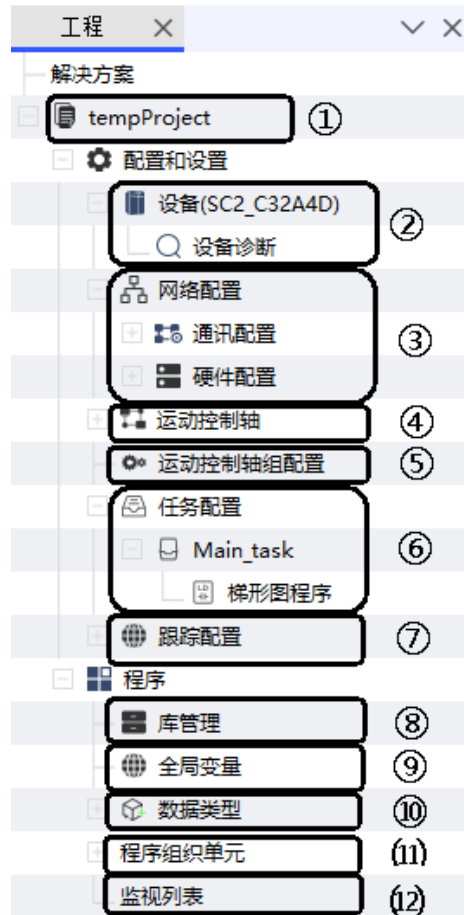 工程
解决方案
tempProject ①
配置和设置
设备(SC2_C32A4D) ②
设备诊断
网络配置
通讯配置 ③
硬件配置
运动控制轴 ④
运动控制轴组配置 ⑤
任务配置
Main_task ⑥
梯形图程序
跟踪配置 ⑦
程序
库管理 ⑧
全局变量 ⑨
数据类型 ⑩
程序组织单元 (11)
监视列表 (12)